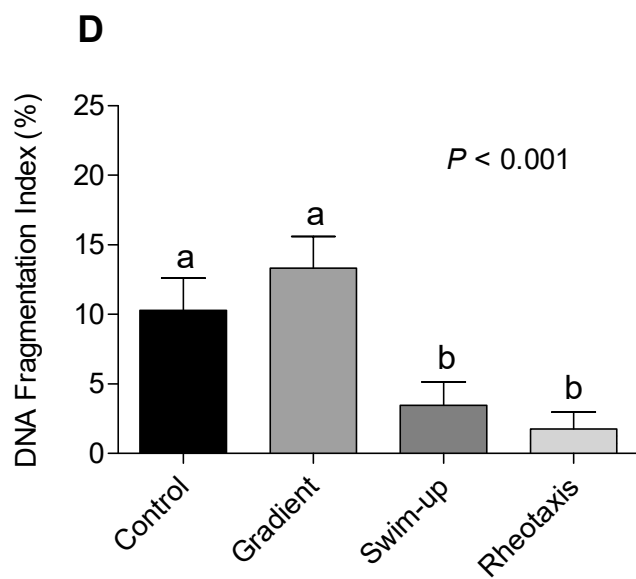 D
DNA Fragmentation Index (%)
25
20
15
10
5
0
P < 0.001
a
a
b
b
Control
Gradient
Swim-up
Rheotaxis